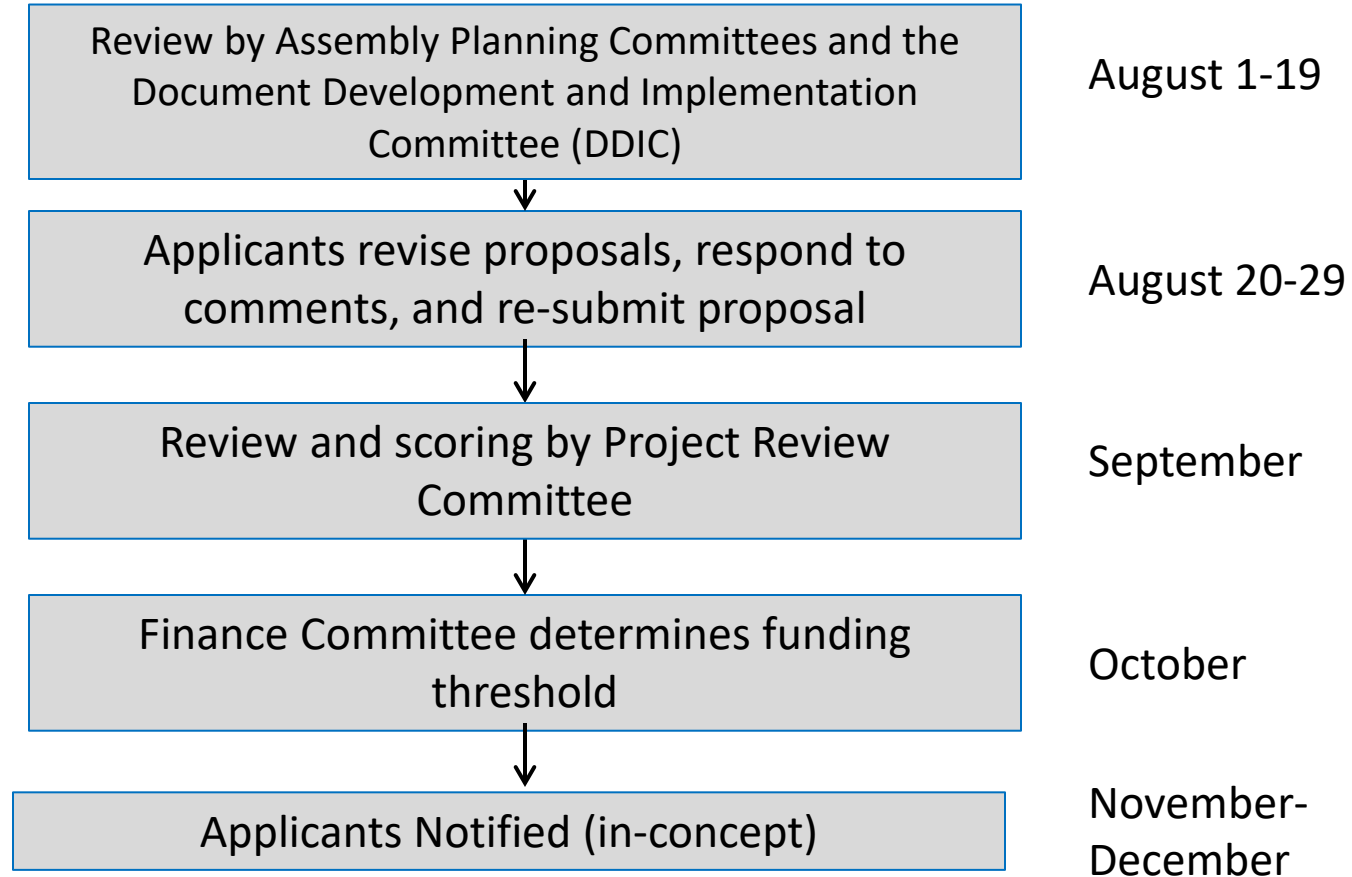 Review by Assembly Planning Committees and the
Document Development and Implementation
Committee (DDIC)
August 1-19
Applicants revise proposals, respond to
comments, and re-submit proposal
August 20-29
Review and scoring by Project Review
Committee
September
Finance Committee determines funding
threshold
October
Applicants Notified (in-concept)
November-
December